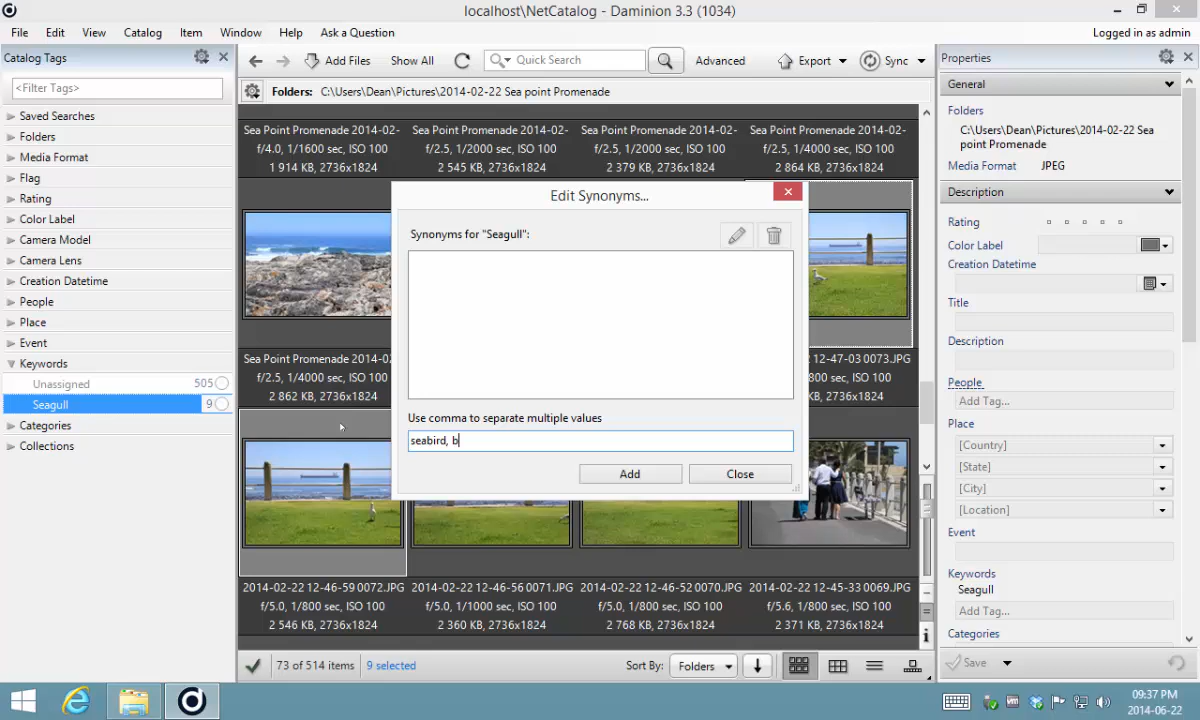 localhost\NetCatalog - Daminion 3.3 (1034)
File Edit View Catalog Item Window Help Ask a Question
Logged in as admin
Catalog Tags
<Filter Tags>
Saved Searches
Folders
Media Format
Flag
Rating
Color Label
Camera Model
Camera Lens
Creation Datetime
People
Place
Event
Keywords
Unassigned 505
Seagull 9
Categories
Collections
Add Files Show All Quick Search Advanced Export Sync
Folders: C:\Users\Dean\Pictures\2014-02-22 Sea point Promenade
Sea Point Promenade 2014-02- Sea Point Promenade 2014-02- Sea Point Promenade 2014-02- Sea Point Promenade 2014-02-
f/4.0, 1/1600 sec, ISO 100 f/2.5, 1/2000 sec, ISO 100 f/2.5, 1/2000 sec, ISO 100 f/2.5, 1/4000 sec, ISO 100
1 914 KB, 2736x1824 2 545 KB, 2736x1824 2 379 KB, 2736x1824 2 864 KB, 2736x1824
Edit Synonyms...
Synonyms for "Seagull":
Use comma to separate multiple values
seabird, b
Add Close
Sea Point Promenade 2014-0 12-47-03 0073.JPG
f/2.5, 1/4000 sec, ISO 100 800 sec, ISO 100
2 862 KB, 2736x1824 KB, 2736x1824
2014-02-22 12-46-59 0072.JPG 2014-02-22 12-46-56 0071.JPG 2014-02-22 12-46-52 0070.JPG 2014-02-22 12-45-33 0069.JPG
f/5.0, 1/800 sec, ISO 100 f/5.0, 1/1000 sec, ISO 100 f/5.0, 1/800 sec, ISO 100 f/5.6, 1/800 sec, ISO 100
2 546 KB, 2736x1824 2 360 KB, 2736x1824 2 768 KB, 2736x1824 2 371 KB, 2736x1824
73 of 514 items 9 selected Sort By: Folders
Properties
General
Folders
C:\Users\Dean\Pictures\2014-02-22 Sea
point Promenade
Media Format JPEG
Description
Rating
Color Label
Creation Datetime
Title
Description
People
Add Tag...
Place
[Country]
[State]
[City]
[Location]
Event
Keywords
Seagull
Add Tag...
Categories
Save
09:37 PM
2014-06-22